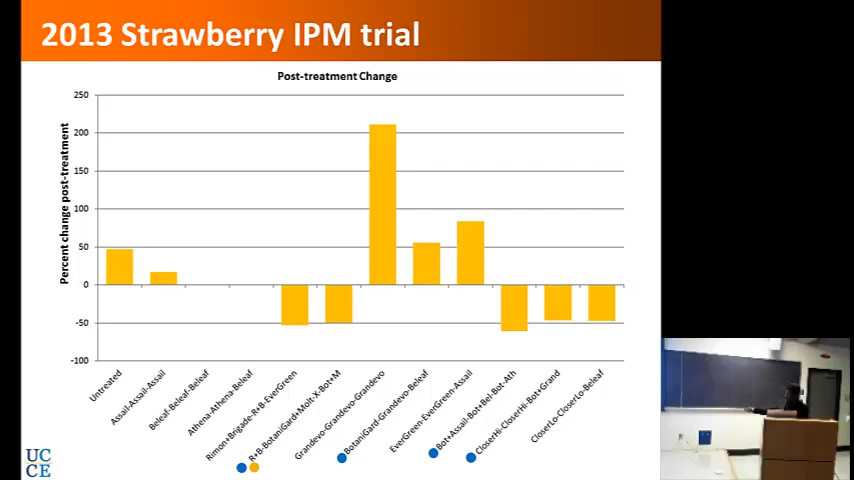 2013 Strawberry IPM trial
Post-treatment Change
Percent change post-treatment
250
200
150
100
50
0
-50
-100
Untreated
Assail-Assail-Assail
Beleaf-Beleaf-Beleaf
Athena-Athena-Beleaf
Rimon+Brigade-R+B-EverGreen
R+B-BotaniGard+Molt-X-Bot+M
Grandevo-Grandevo-Grandevo
BotaniGard-Grandevo-Beleaf
EverGreen-EverGreen-Assail
Bot+Assail-Bot+Bel-Bot-Ath
CloserHi-CloserHi-Bot+Grand
CloserLo-CloserLo-Beleaf
UC
CE